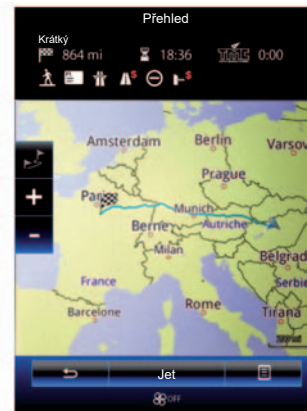 Přehled
Krátký
864 mi 18:36 TMC 0:00
$ $
Amsterdam Berlin Varsov
Prague
Paris
Munich
Berne Autriche
Milan
Belgrad
France Serbie
Rome
Barcelone Tirana
+
-
Jet
OFF